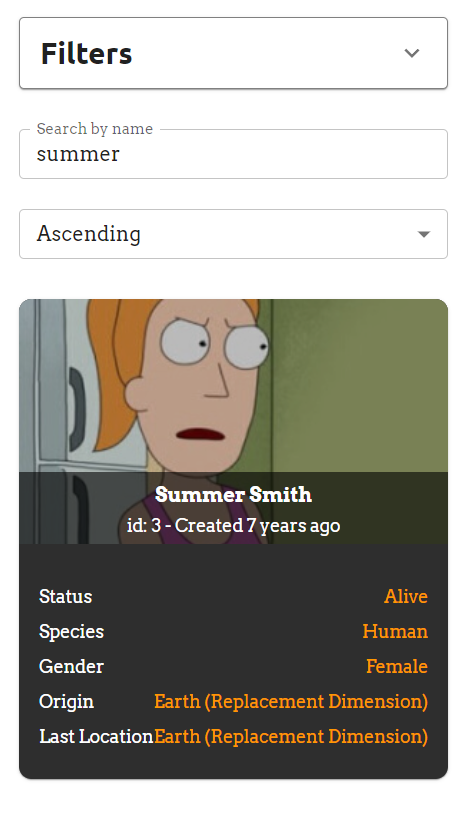 Filters
Search by name
summer
Ascending
Summer Smith
id: 3 - Created 7 years ago
Status Alive
Species Human
Gender Female
Origin Earth (Replacement Dimension)
Last Location Earth (Replacement Dimension)